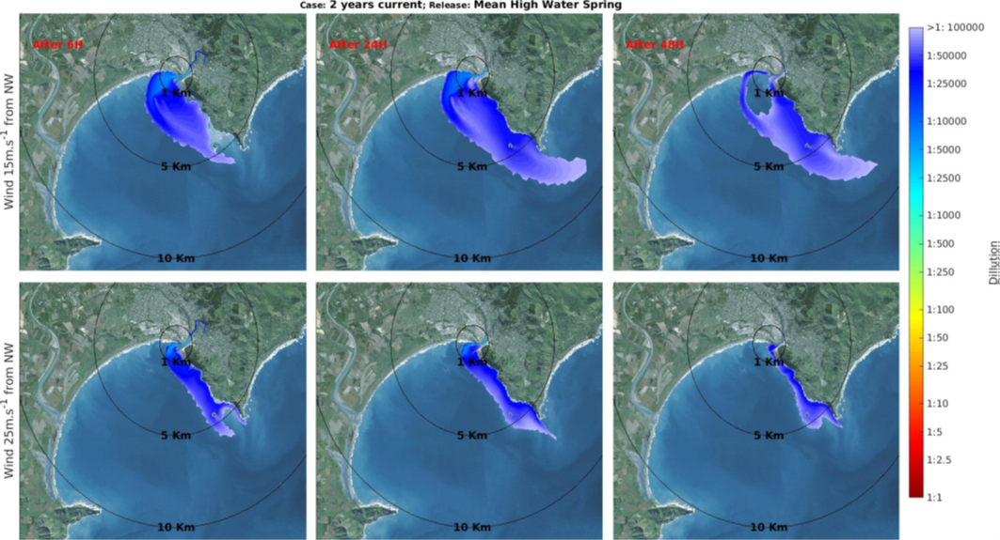 Case: 2 years current; Release: Mean High Water Spring
After 6H
After 24H
After 48H
Wind 15m.s-1 from NW
1 Km
5 Km
10 Km
1 Km
5 Km
10 Km
1 Km
5 Km
10 Km
Wind 25m.s-1 from NW
1 Km
5 Km
10 Km
1 Km
5 Km
10 Km
1 Km
5 Km
10 Km
>1: 100000
1:50000
1:25000
1:10000
1:5000
1:2500
1:1000
1:500
1:250
1:100
1:50
1:25
1:10
1:5
1:2.5
1:1
Dillution